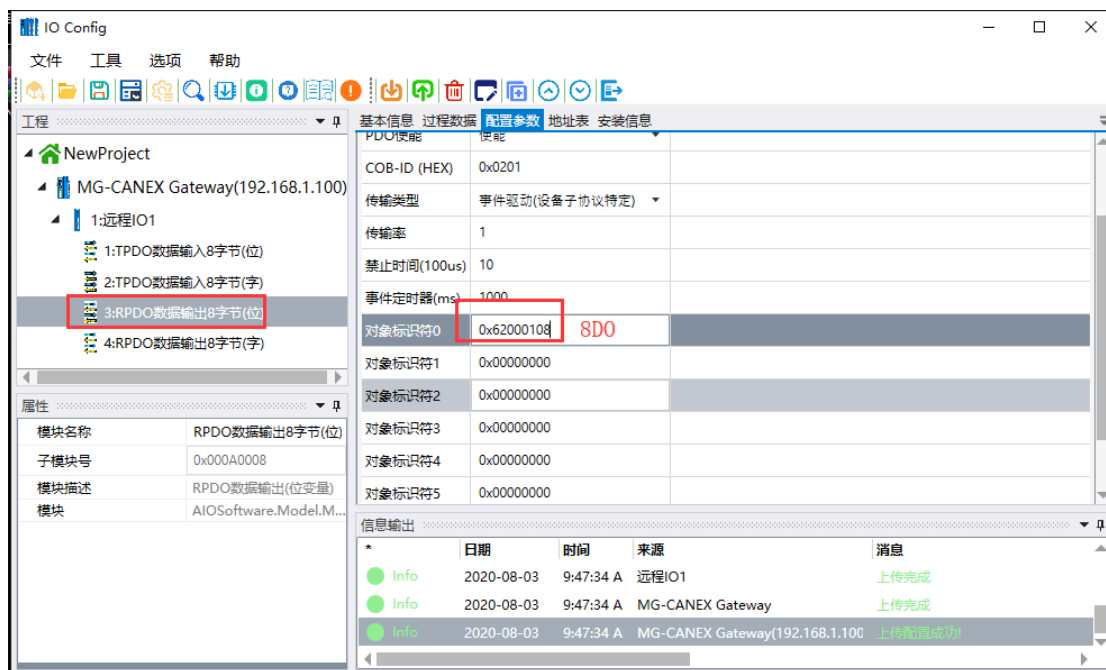 IO Config
文件 工具 选项 帮助
工程
NewProject
MG-CANEX Gateway(192.168.1.100)
1:远程IO1
1:TPDO数据输入8字节(位)
2:TPDO数据输入8字节(字)
3:RPDO数据输出8字节(位)
4:RPDO数据输出8字节(字)
属性
模块名称 RPDO数据输出8字节(位)
子模块号 0x000A0008
模块描述 RPDO数据输出(位变量)
模块 AIOSoftware.Model.M...
基本信息 过程数据 配置参数 地址表 安装信息
PDO使能 使能
COB-ID (HEX) 0x0201
传输类型 事件驱动(设备子协议特定)
传输率 1
禁止时间(100us) 10
事件定时器(ms) 1000
对象标识符0 0x62000108 8DO
对象标识符1 0x00000000
对象标识符2 0x00000000
对象标识符3 0x00000000
对象标识符4 0x00000000
对象标识符5 0x00000000
信息输出
* 日期 时间 来源 消息
Info 2020-08-03 9:47:34 A 远程IO1 上传完成
Info 2020-08-03 9:47:34 A MG-CANEX Gateway 上传完成
Info 2020-08-03 9:47:34 A MG-CANEX Gateway(192.168.1.100 上传配置成功!